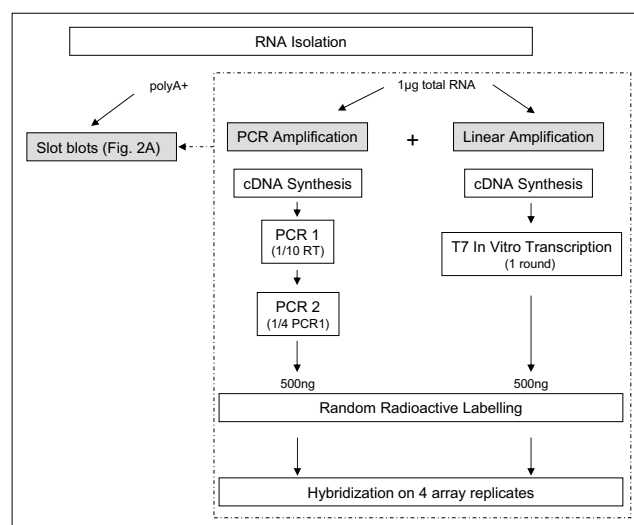 RNA Isolation
polyA+
1µg total RNA
Slot blots (Fig. 2A)
PCR Amplification
+
Linear Amplification
cDNA Synthesis
cDNA Synthesis
PCR 1
(1/10 RT)
T7 In Vitro Transcription
(1 round)
PCR 2
(1/4 PCR1)
500ng
500ng
Random Radioactive Labelling
Hybridization on 4 array replicates